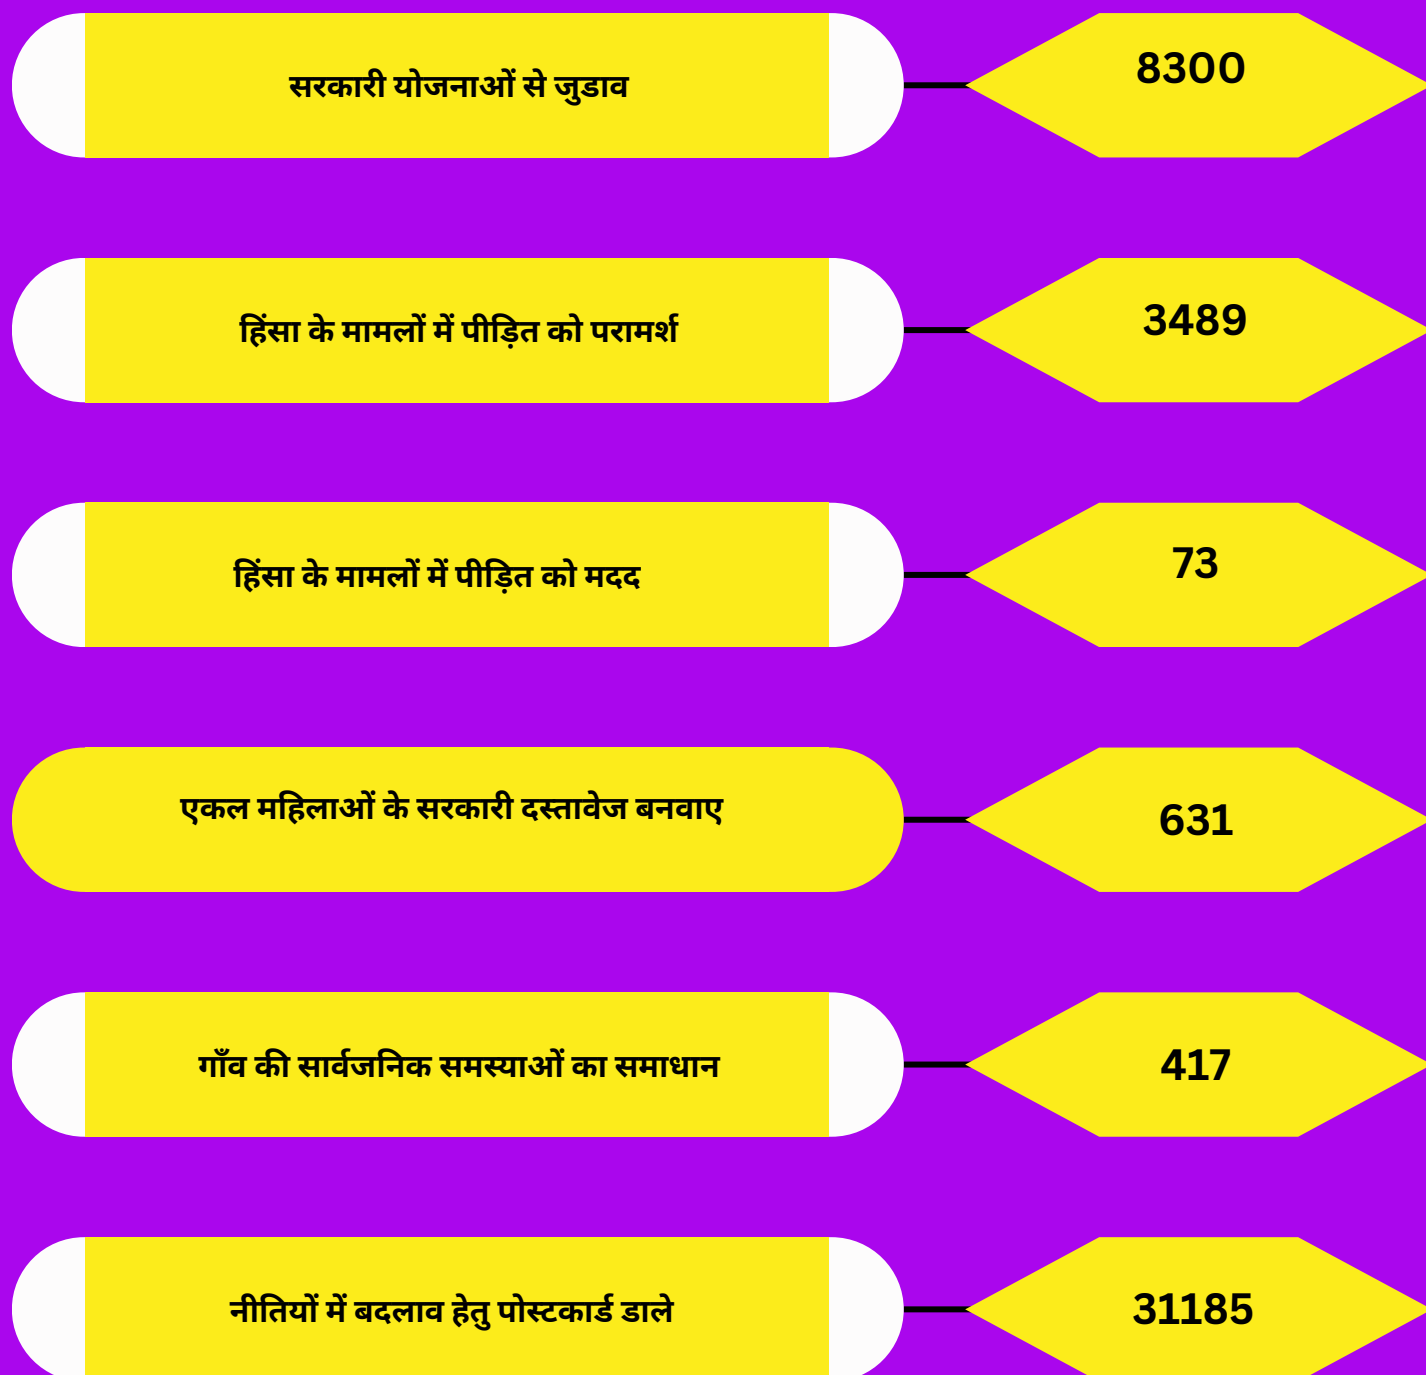 सरकारी योजनाओं से जुडाव
8300
हिंसा के मामलों में पीड़ित को परामर्श
3489
हिंसा के मामलों में पीड़ित को मदद
73
एकल महिलाओं के सरकारी दस्तावेज बनवाए
631
गाँव की सार्वजनिक समस्याओं का समाधान
417
नीतियों में बदलाव हेतु पोस्टकार्ड डाले
31185